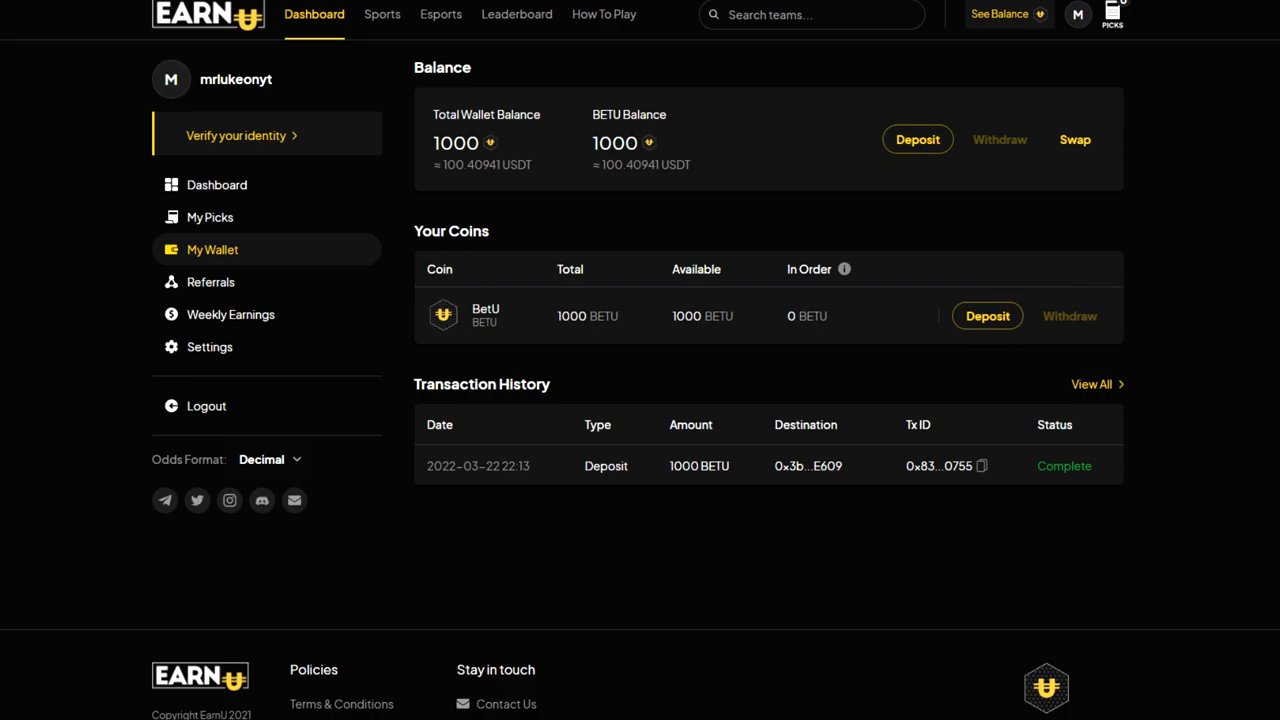 EARN
Dashboard
Sports
Esports
Leaderboard
How To Play
Search teams...
See Balance
M
PICKS
M
mrlukeonyt
Verify your identity
Dashboard
My Picks
My Wallet
Referrals
Weekly Earnings
Settings
Logout
Odds Format: Decimal
Balance
Total Wallet Balance
1000
≈ 100.40941 USDT
BETU Balance
1000
≈ 100.40941 USDT
Deposit
Withdraw
Swap
Your Coins
Coin Total Available In Order
BetU
BETU
1000 BETU 1000 BETU 0 BETU
Deposit
Withdraw
Transaction History
View All
Date Type Amount Destination Tx ID Status
2022-03-22 22:13 Deposit 1000 BETU 0x3b...E609 0x83...0755 Complete
EARN
Copyright EarnU 2021
Policies
Terms & Conditions
Stay in touch
Contact Us